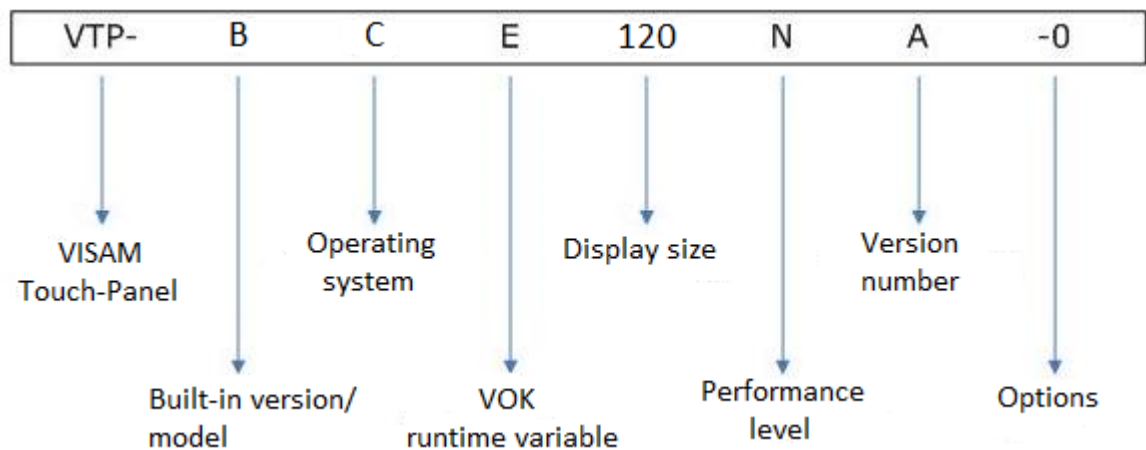 VTP- B C E 120 N A -0
VISAM
Touch-Panel
Operating
system
Display size
Version
number
Built-in version/
model
VOK
runtime variable
Performance
level
Options